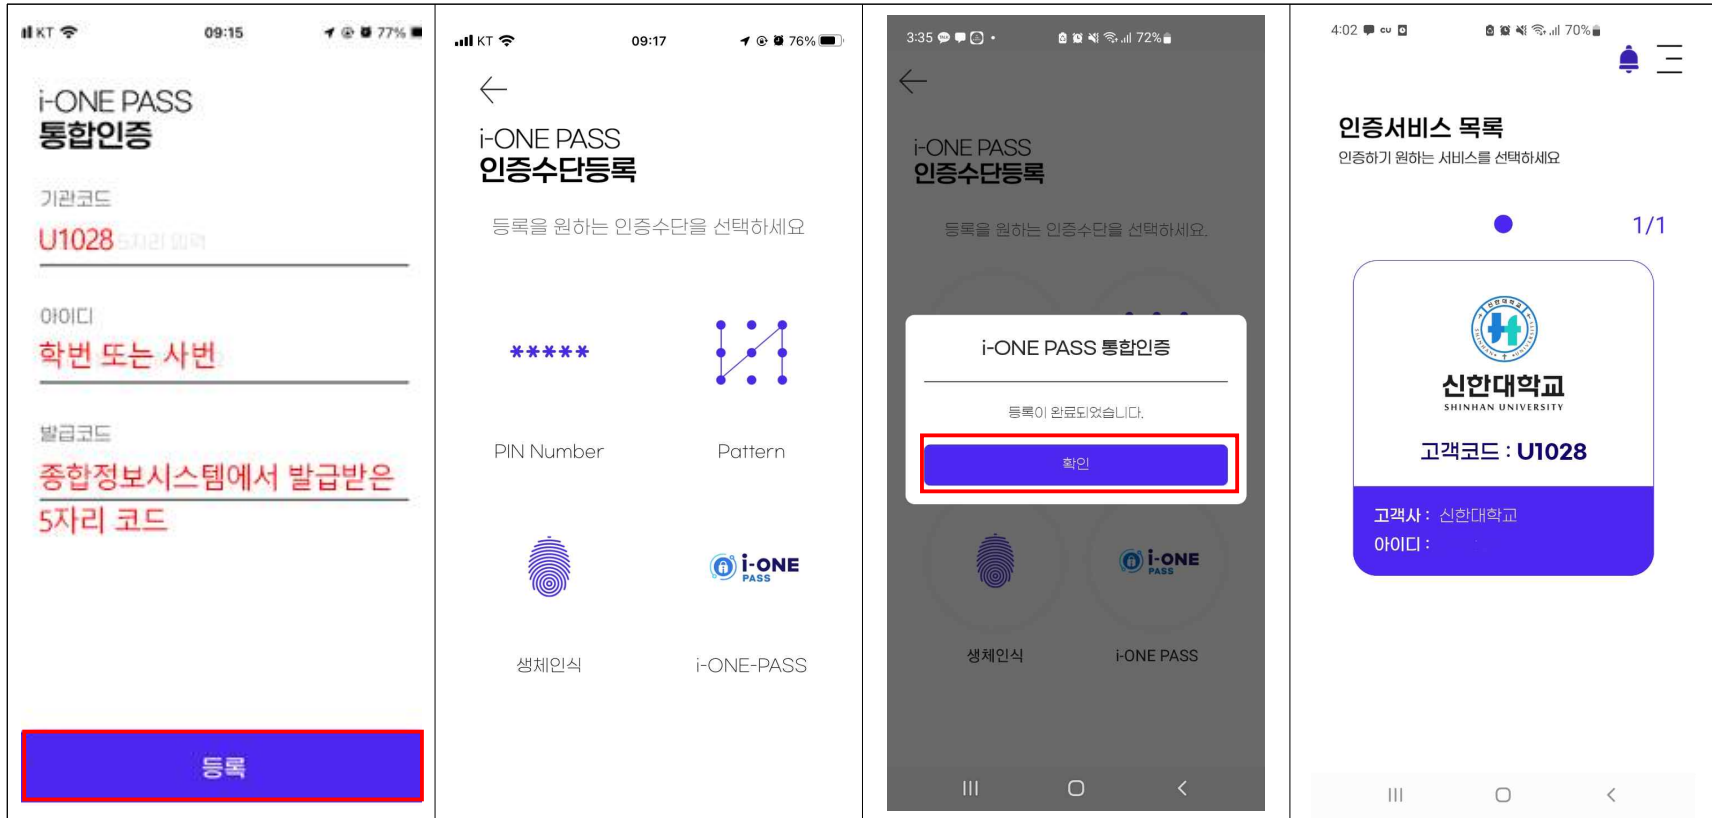 KT
09:15
77%
i-ONE PASS
통합인증
기관코드
U1028 5자리 입력
아이디
학번 또는 사번
발급코드
종합정보시스템에서 발급받은
5자리 코드
등록
KT
09:17
76%
i-ONE PASS
인증수단등록
등록을 원하는 인증수단을 선택하세요
*****
PIN Number
Pattern
i-ONE
PASS
생체인식
i-ONE-PASS
3:35
72%
i-ONE PASS
인증수단등록
등록을 원하는 인증수단을 선택하세요.
i-ONE PASS 통합인증
등록이 완료되었습니다.
확인
i-ONE
PASS
생체인식
i-ONE PASS
4:02
CU
70%
인증서비스 목록
인증하기 원하는 서비스를 선택하세요
1/1
신한대학교
SHINHAN UNIVERSITY
고객코드 : U1028
고객사 : 신한대학교
아이디 :